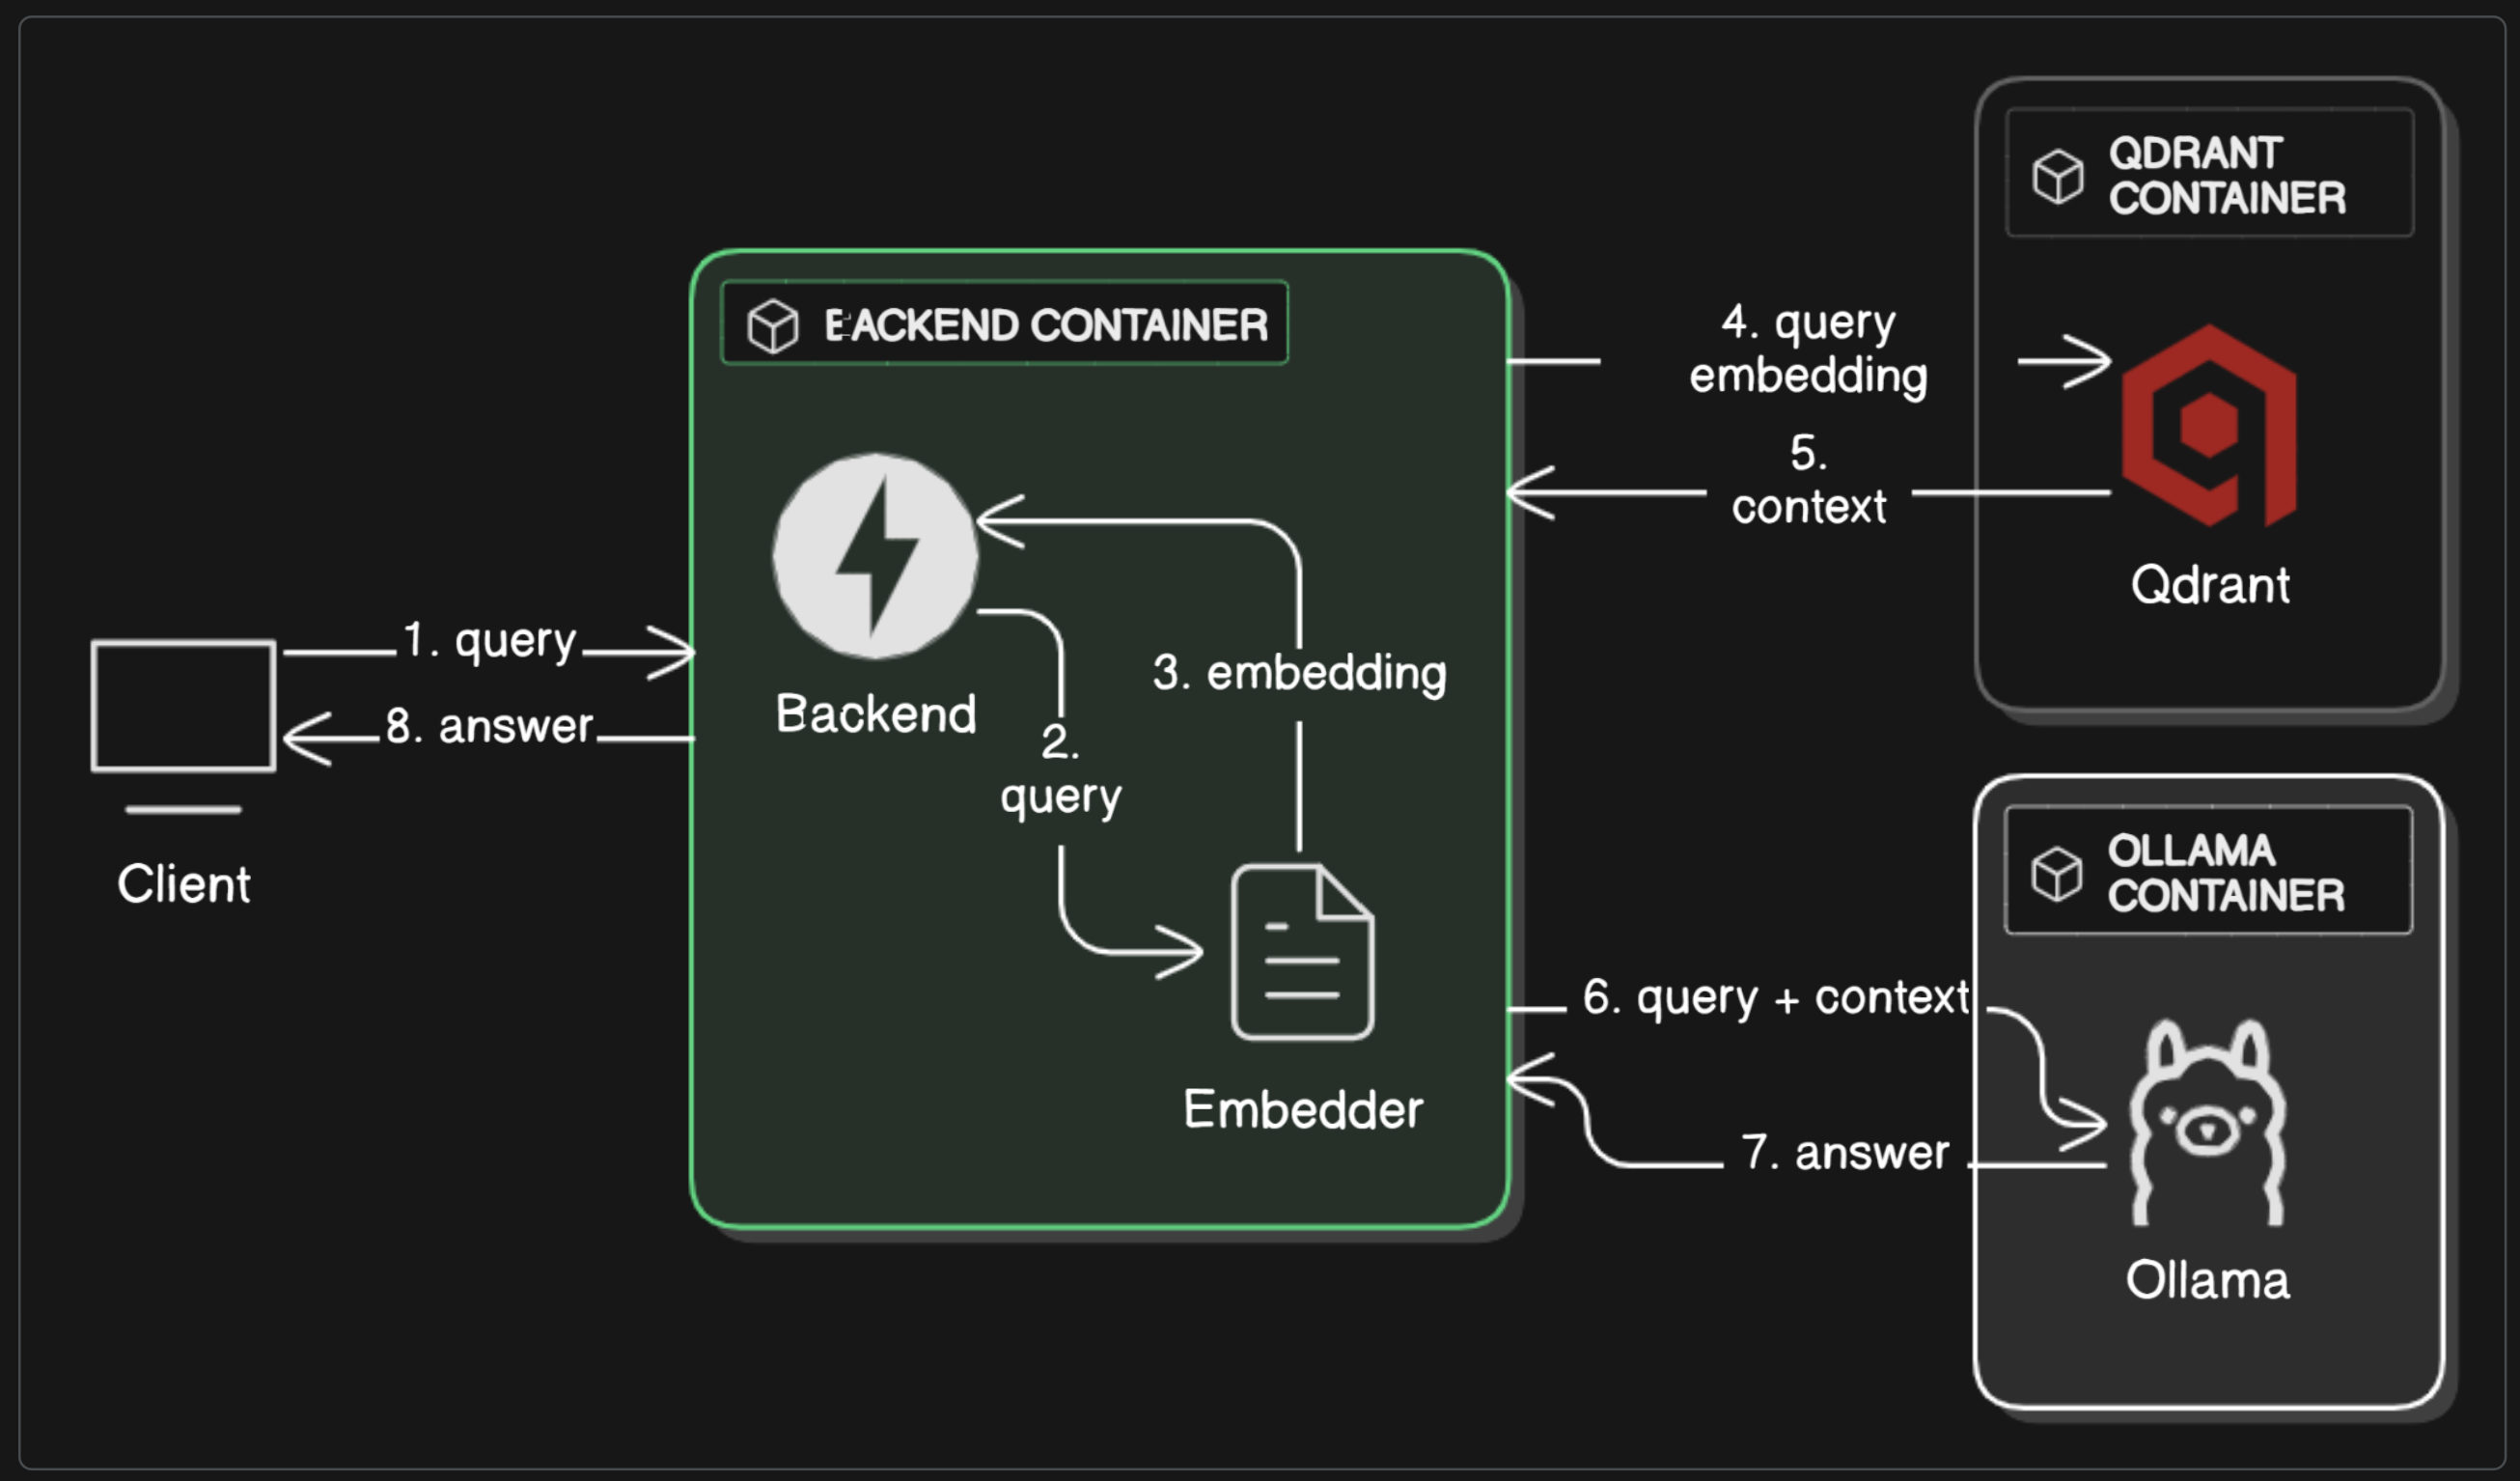 QDRANT
CONTAINER
BACKEND CONTAINER
4. query
embedding
5.
context
Qdrant
1. query
3. embedding
Backend
8. answer
2.
query
Client
OLLAMA
CONTAINER
6. query + context
Embedder
7. answer
Ollama